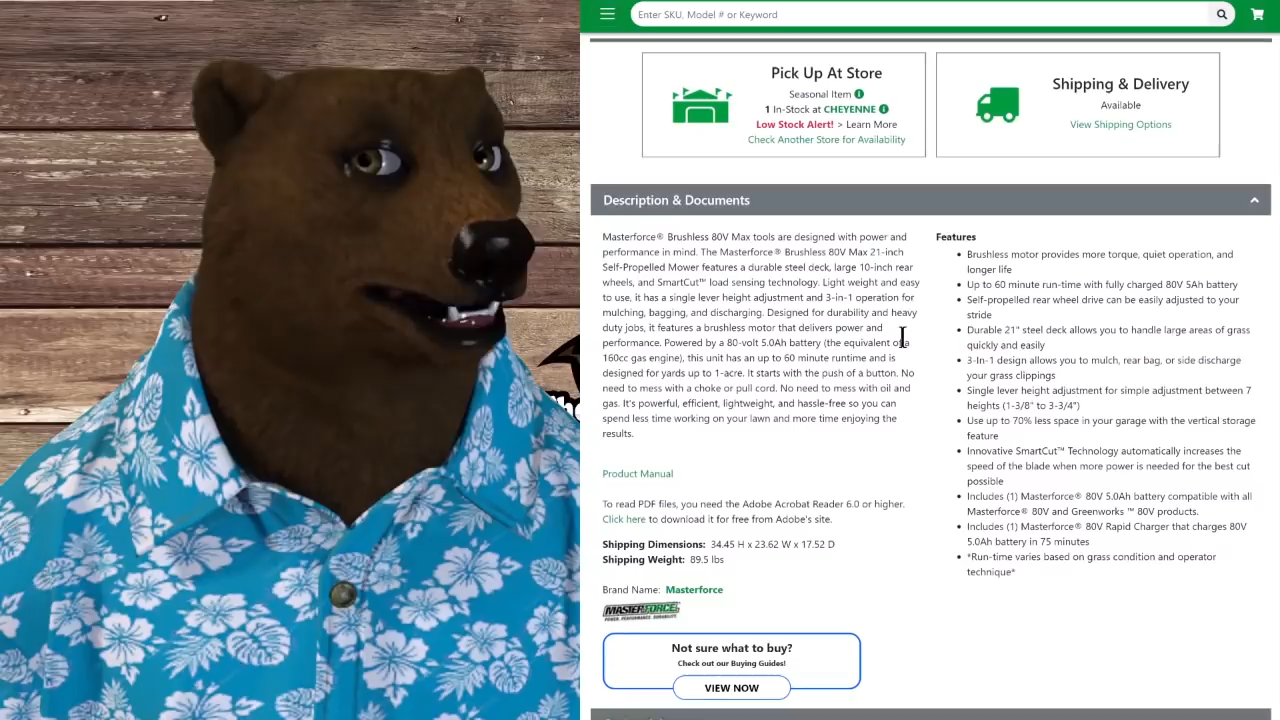 Enter SKU, Model # or Keyword
Pick Up At Store
Seasonal Item
1 In-Stock at CHEYENNE
Low Stock Alert! > Learn More
Check Another Store for Availability
Shipping & Delivery
Available
View Shipping Options
Description & Documents
Masterforce® Brushless 80V Max tools are designed with power and
performance in mind. The Masterforce® Brushless 80V Max 21-inch
Self-Propelled Mower features a durable steel deck, large 10-inch rear
wheels, and SmartCut™ load sensing technology. Light weight and easy
to use, it has a single lever height adjustment and 3-in-1 operation for
mulching, bagging, and discharging. Designed for durability and heavy
duty jobs, it features a brushless motor that delivers power and
performance. Powered by a 80-volt 5.0Ah battery (the equivalent of a
160cc gas engine), this unit has an up to 60 minute runtime and is
designed for yards up to 1-acre. It starts with the push of a button. No
need to mess with a choke or pull cord. No need to mess with oil and
gas. It's powerful, efficient, lightweight, and hassle-free so you can
spend less time working on your lawn and more time enjoying the
results.
Product Manual
To read PDF files, you need the Adobe Acrobat Reader 6.0 or higher.
Click here to download it for free from Adobe's site.
Shipping Dimensions: 34.45 H x 23.62 W x 17.52 D
Shipping Weight: 89.5 lbs
Brand Name: Masterforce
MASTERFORCE
POWER. PERFORMANCE. DURABILITY.
Not sure what to buy?
Check out our Buying Guides!
VIEW NOW
Features
Brushless motor provides more torque, quiet operation, and
longer life
Up to 60 minute run-time with fully charged 80V 5Ah battery
Self-propelled rear wheel drive can be easily adjusted to your
stride
Durable 21" steel deck allows you to handle large areas of grass
quickly and easily
3-In-1 design allows you to mulch, rear bag, or side discharge
your grass clippings
Single lever height adjustment for simple adjustment between 7
heights (1-3/8" to 3-3/4")
Use up to 70% less space in your garage with the vertical storage
feature
Innovative SmartCut™ Technology automatically increases the
speed of the blade when more power is needed for the best cut
possible
Includes (1) Masterforce® 80V 5.0Ah battery compatible with all
Masterforce® 80V and Greenworks ™ 80V products.
Includes (1) Masterforce® 80V Rapid Charger that charges 80V
5.0Ah battery in 75 minutes
*Run-time varies based on grass condition and operator
technique*